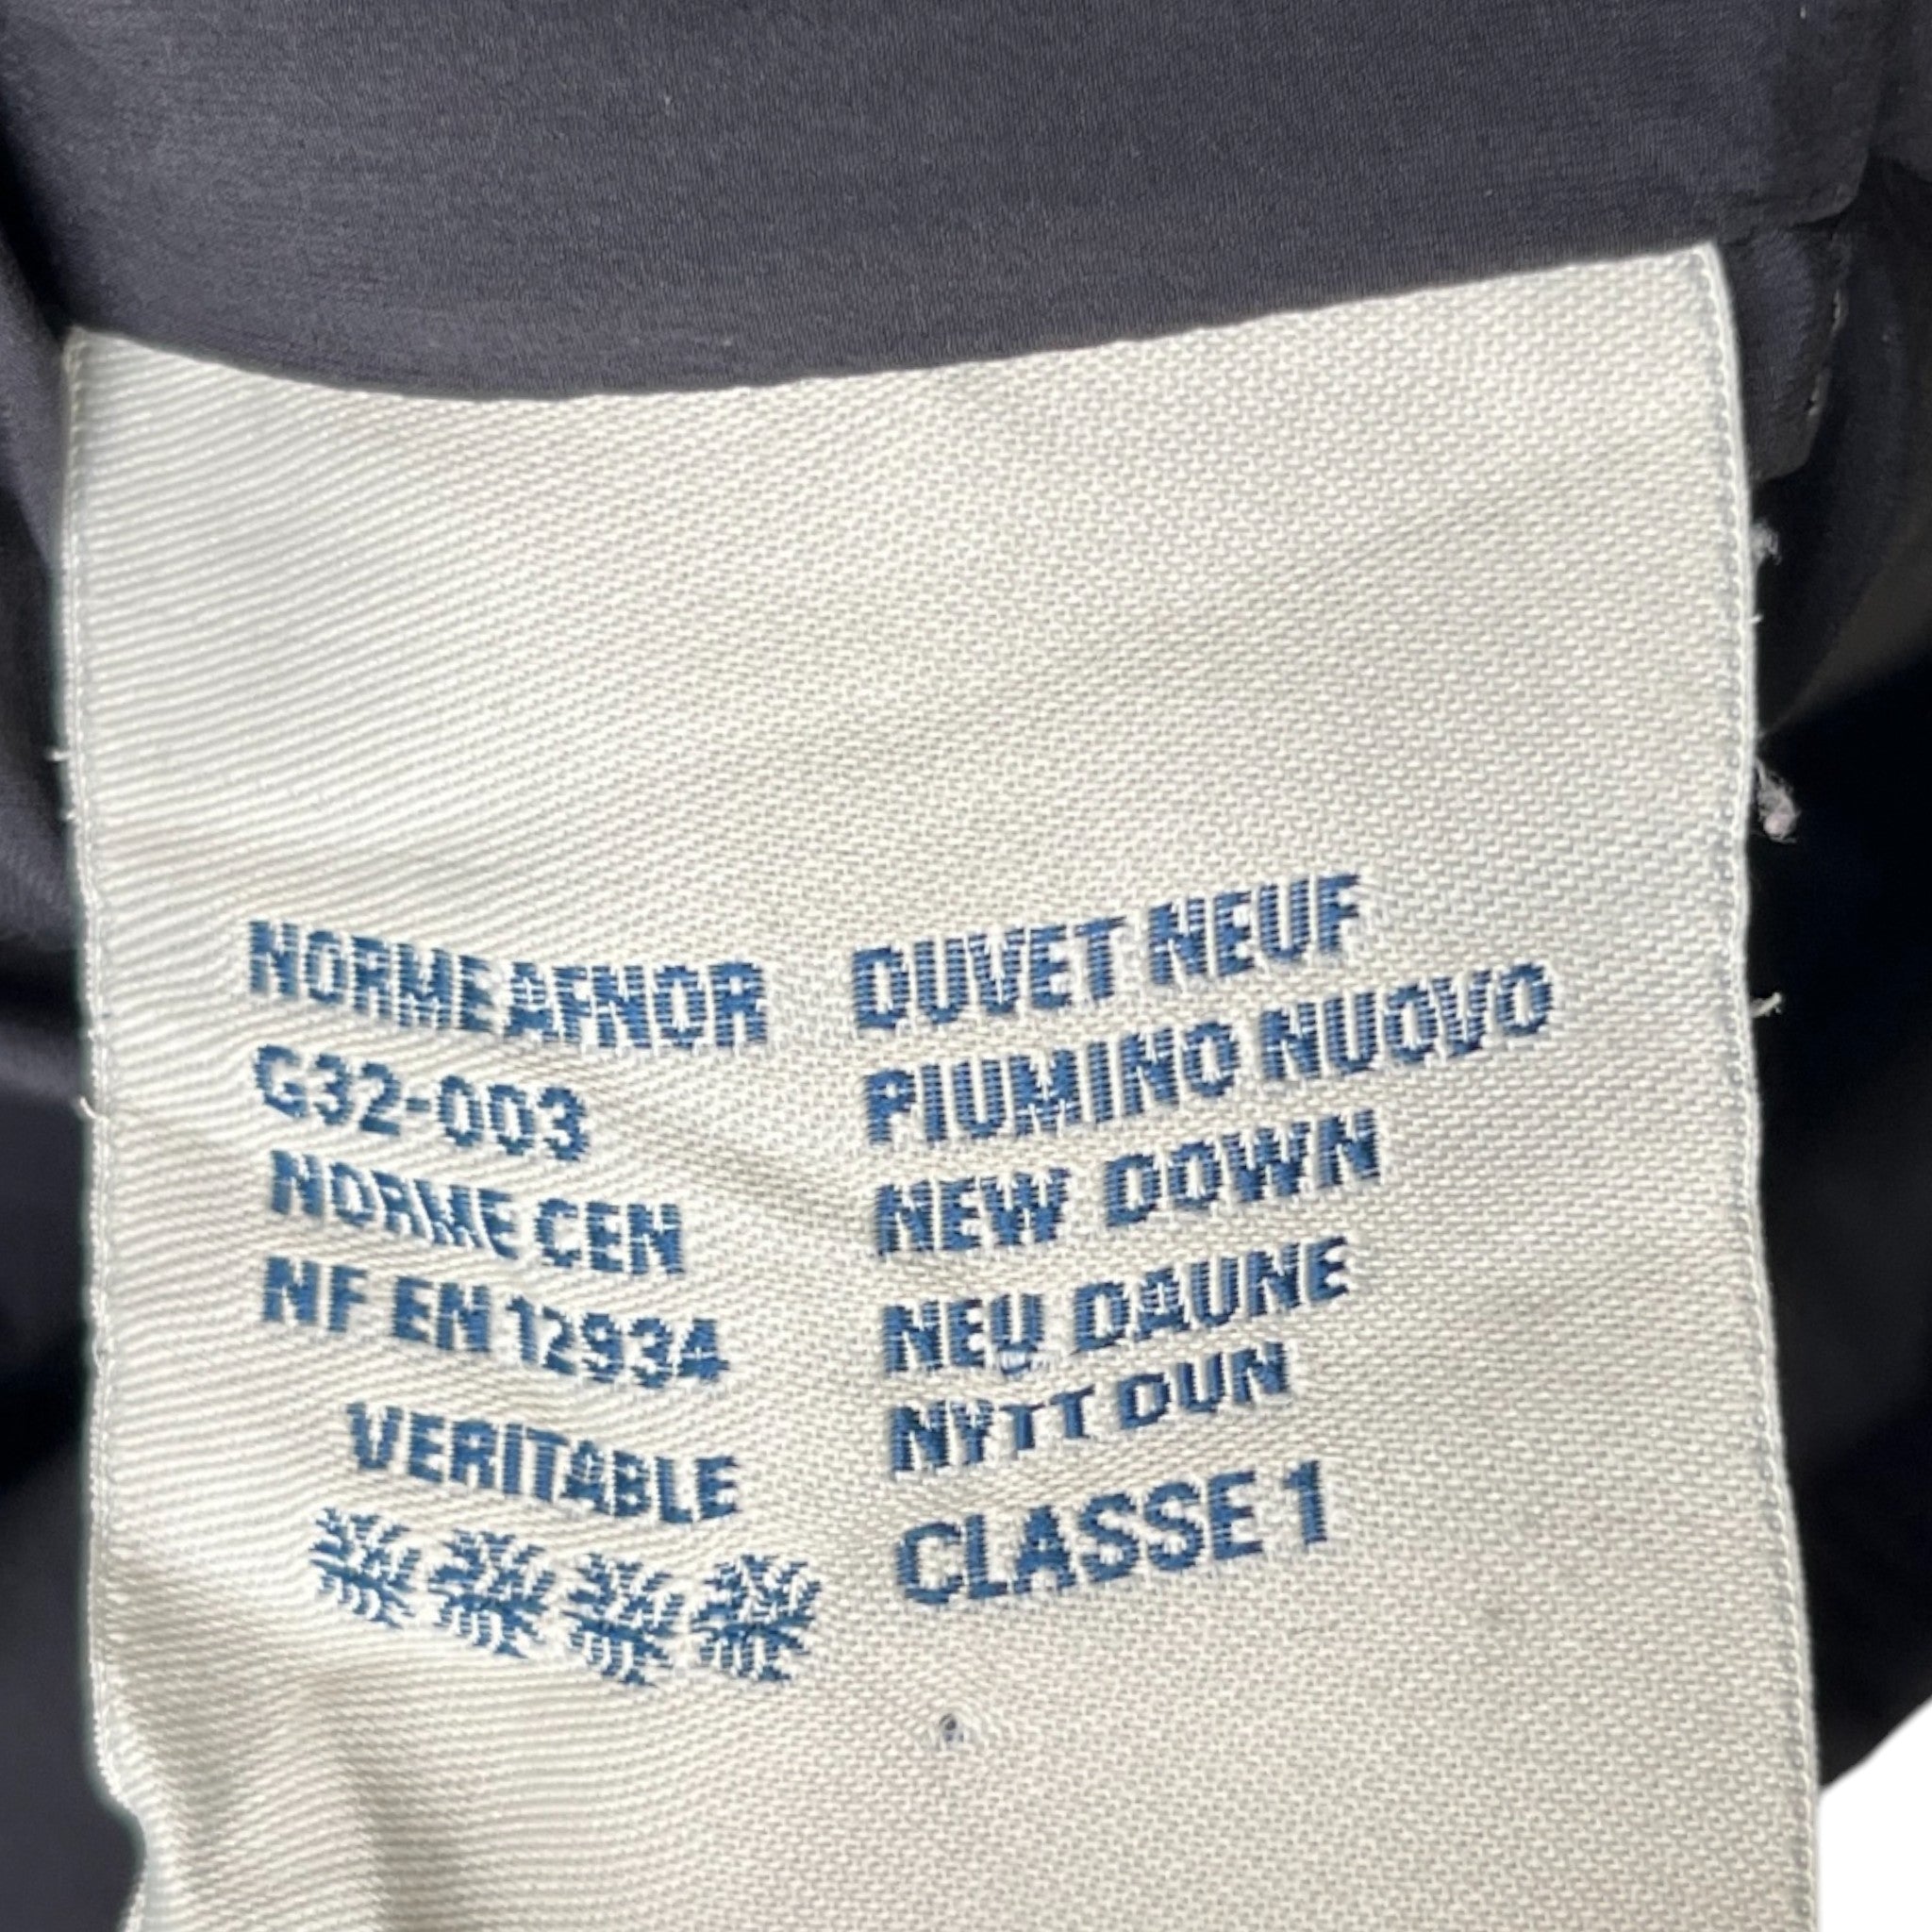 NORME AFNOR
G32-003
NORME CEN
NF EN 12934
VERITABLE
DUVET NEUF
PIUMINO NUOVO
NEW DOWN
NEU DAUNE
NYTT DUN
CLASSE 1